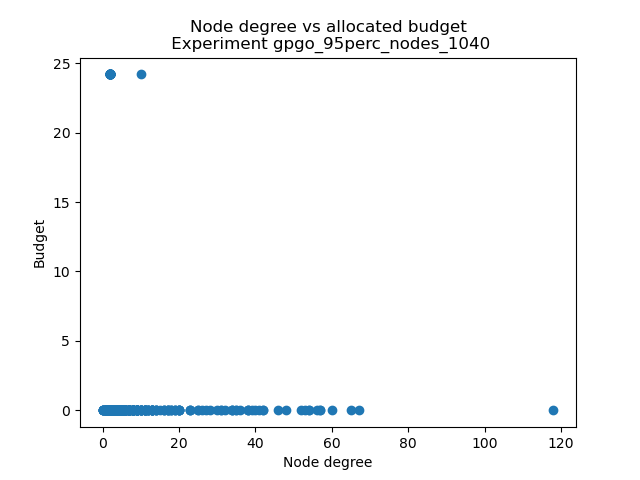 Node degree vs allocated budget
Experiment gpgo_95perc_nodes_1040
25
20
15
10
5
0
Budget
0 20 40 60 80 100 120
Node degree